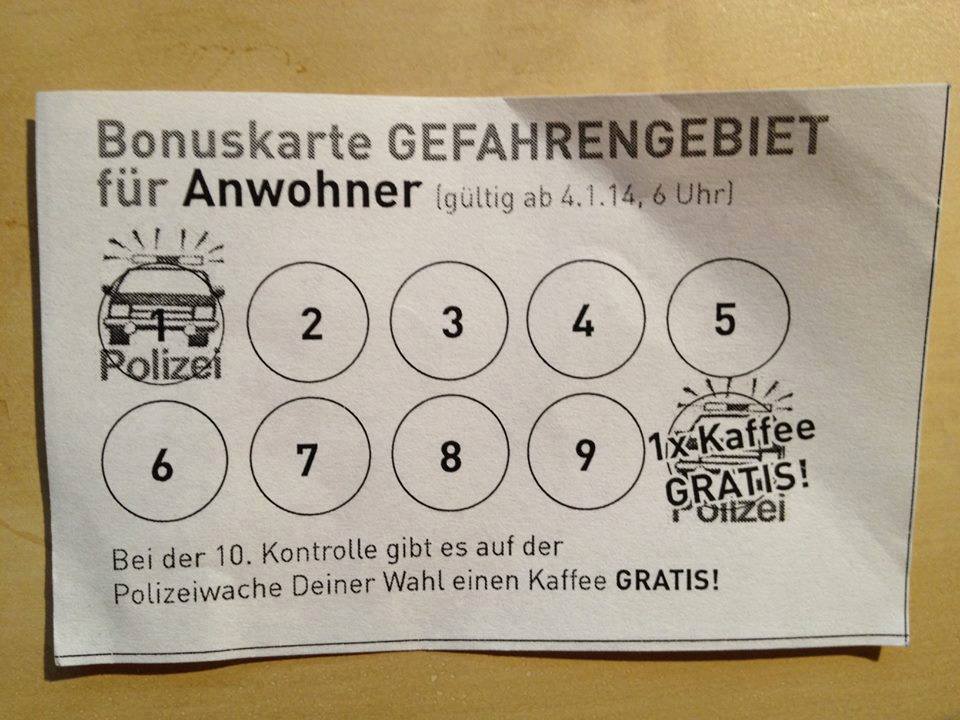 Bonuskarte GEFAHRENGEBIET
für Anwohner (gültig ab 4.1.14, 6 Uhr)
1 2 3 4 5
Polizei
6 7 8 9 1x Kaffee
GRATIS!
Polizei
Bei der 10. Kontrolle gibt es auf der
Polizeiwache Deiner Wahl einen Kaffee GRATIS!